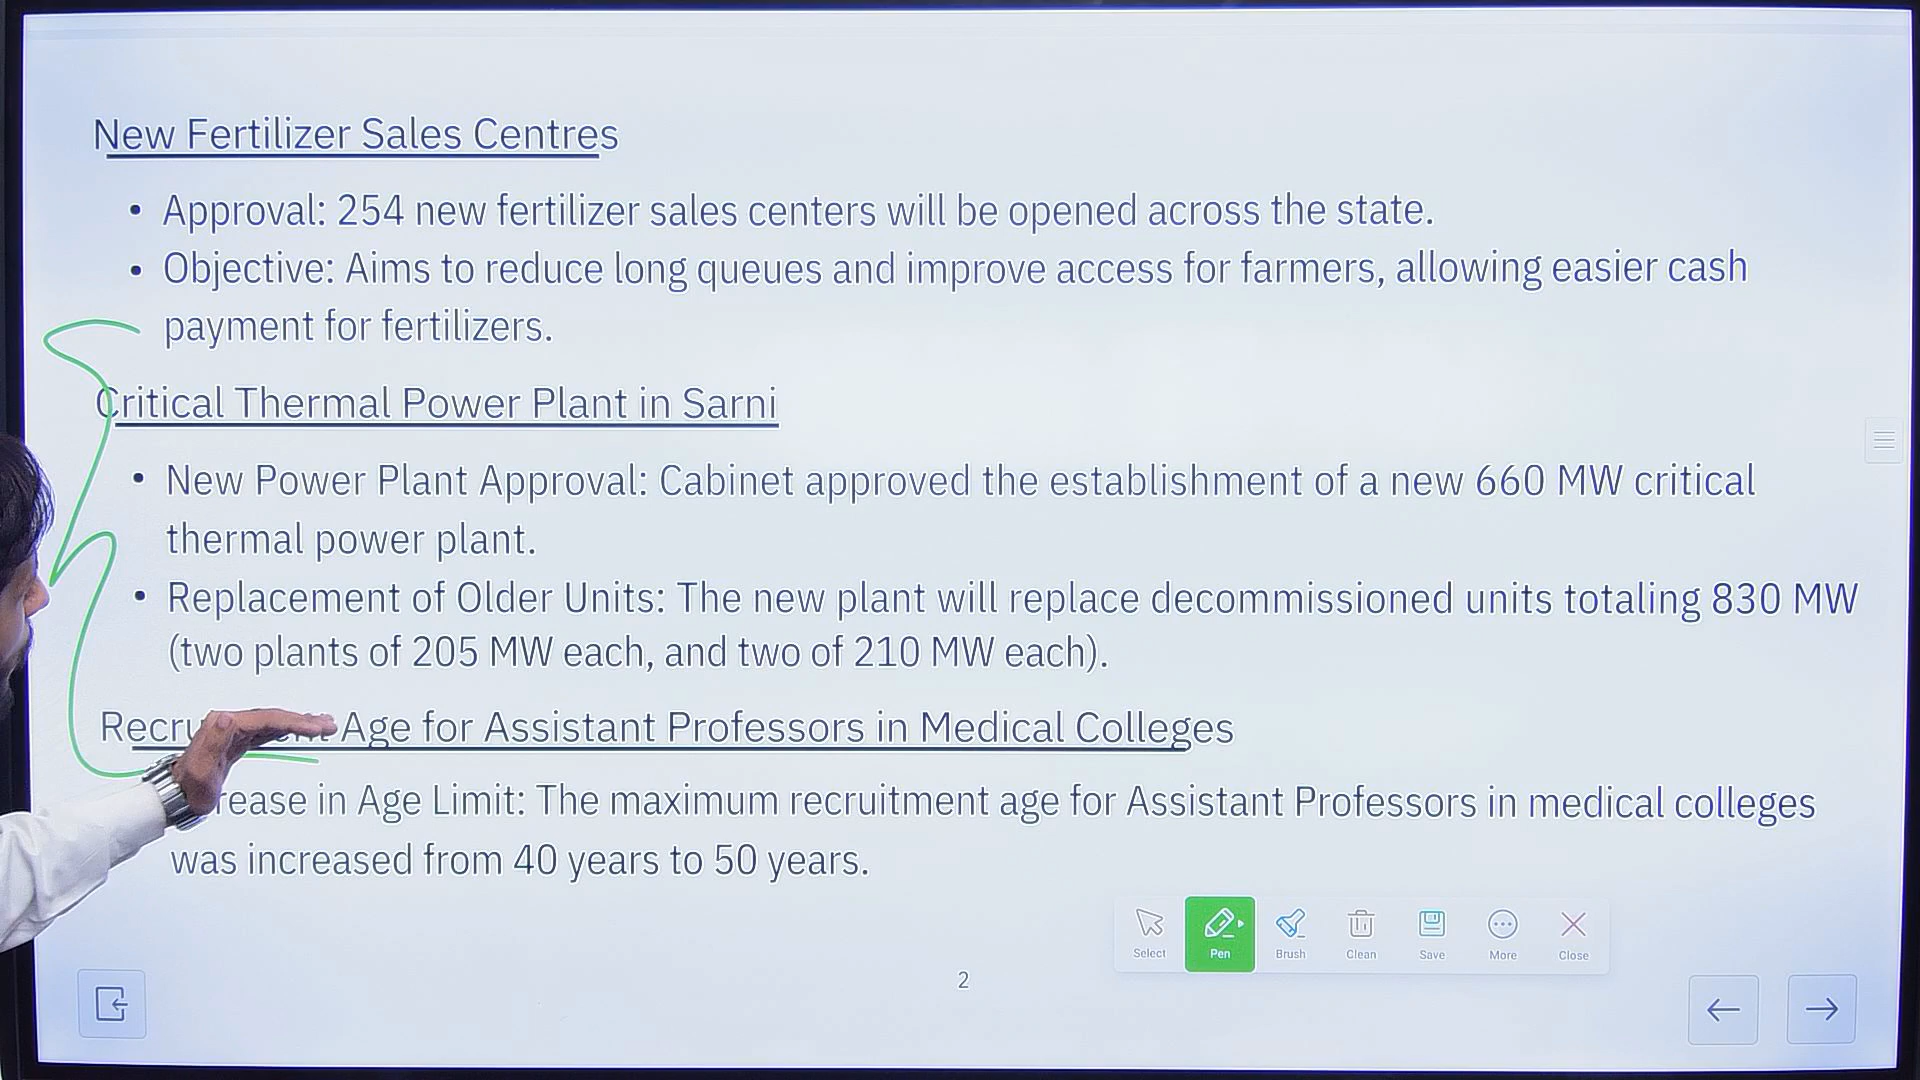 New Fertilizer Sales Centres
• Approval: 254 new fertilizer sales centers will be opened across the state.
• Objective: Aims to reduce long queues and improve access for farmers, allowing easier cash
payment for fertilizers.
Critical Thermal Power Plant in Sarni
• New Power Plant Approval: Cabinet approved the establishment of a new 660 MW critical
thermal power plant.
• Replacement of Older Units: The new plant will replace decommissioned units totaling 830 MW
(two plants of 205 MW each, and two of 210 MW each).
Age for Assistant Professors in Medical Colleges
in Age Limit: The maximum recruitment age for Assistant Professors in medical colleges
was increased from 40 years to 50 years.
Select Pen Brush Clean Save More Close
2